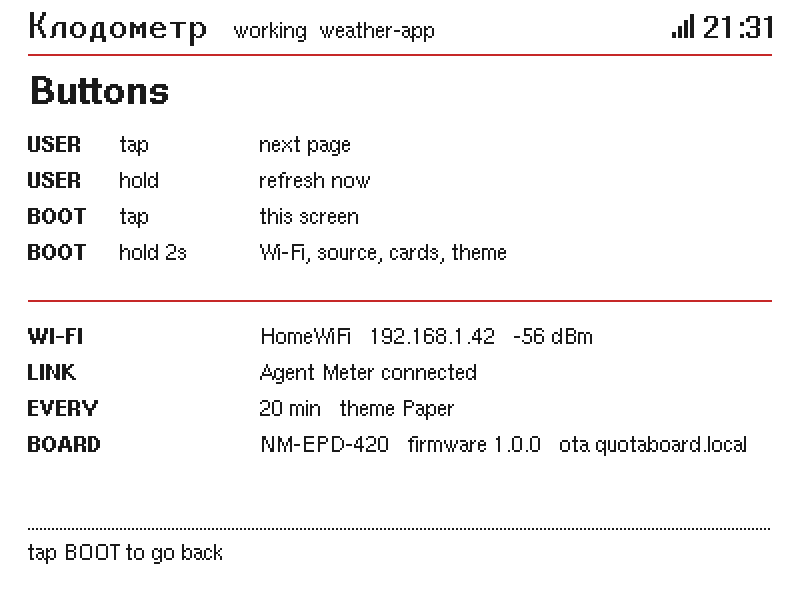 Клодометр working weather-app 21:31
Buttons
USER tap next page
USER hold refresh now
BOOT tap this screen
BOOT hold 2s Wi-Fi, source, cards, theme
WI-FI HomeWiFi 192.168.1.42 -56 dBm
LINK Agent Meter connected
EVERY 20 min theme Paper
BOARD NM-EPD-420 firmware 1.0.0 ota quotaboard.local
tap BOOT to go back